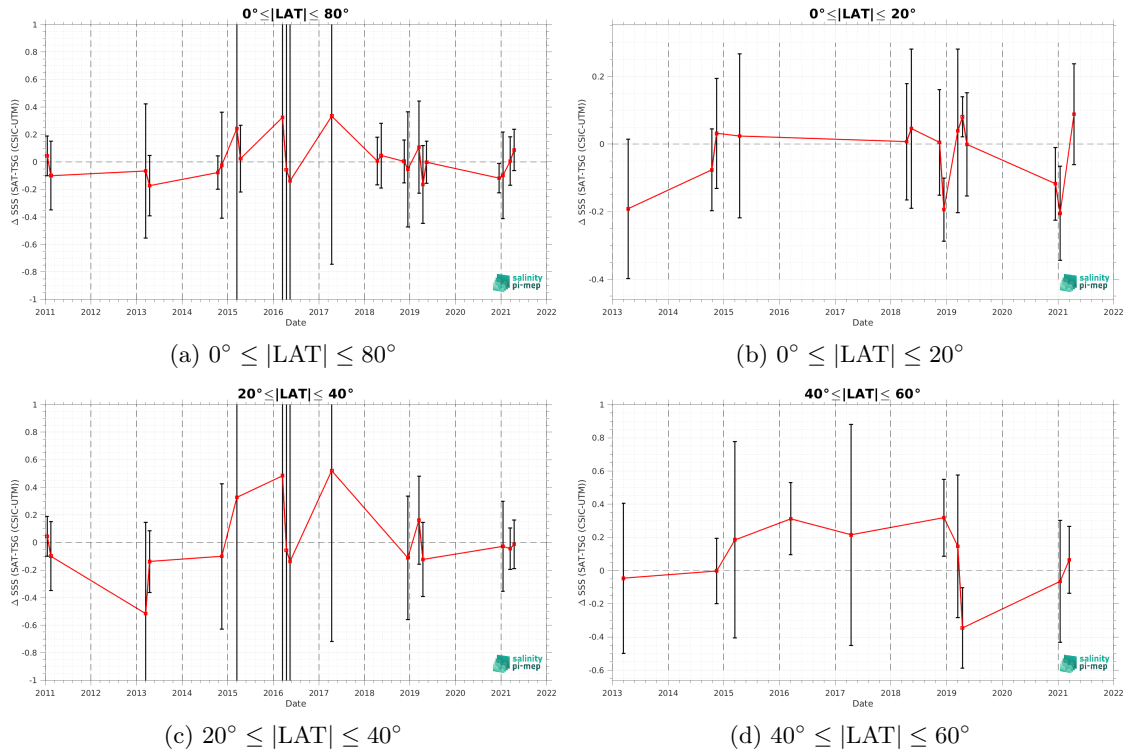 0°≤|LAT|≤ 80°
1
0.8
0.6
0.4
0.2
0
-0.2
-0.4
-0.6
-0.8
-1
Δ SSS (SAT-TSG (CSIC-UTM))
2011 2012 2013 2014 2015 2016 2017 2018 2019 2020 2021 2022
Date
salinity
pi-mep
(a) 0° ≤ |LAT| ≤ 80°
0°≤|LAT|≤ 20°
0.2
0
-0.2
-0.4
Δ SSS (SAT-TSG (CSIC-UTM))
2013 2014 2015 2016 2017 2018 2019 2020 2021 2022
Date
salinity
pi-mep
(b) 0° ≤ |LAT| ≤ 20°
20°≤|LAT|≤ 40°
1
0.8
0.6
0.4
0.2
0
-0.2
-0.4
-0.6
-0.8
-1
Δ SSS (SAT-TSG (CSIC-UTM))
2011 2012 2013 2014 2015 2016 2017 2018 2019 2020 2021 2022
Date
salinity
pi-mep
(c) 20° ≤ |LAT| ≤ 40°
40°≤|LAT|≤ 60°
1
0.8
0.6
0.4
0.2
0
-0.2
-0.4
-0.6
Δ SSS (SAT-TSG (CSIC-UTM))
2013 2014 2015 2016 2017 2018 2019 2020 2021 2022
Date
salinity
pi-mep
(d) 40° ≤ |LAT| ≤ 60°